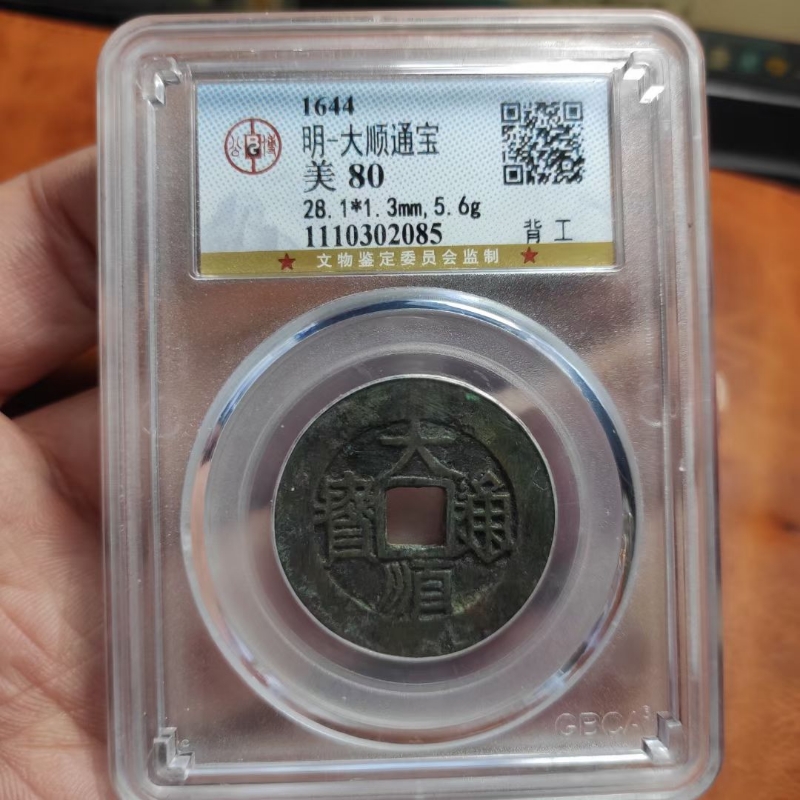 1644
明-大顺通宝
美 80
28.1*1.3mm,5.6g
1110302085
背工
★ 文物鉴定委员会监制 ★
大
寶 通
順
GBCA